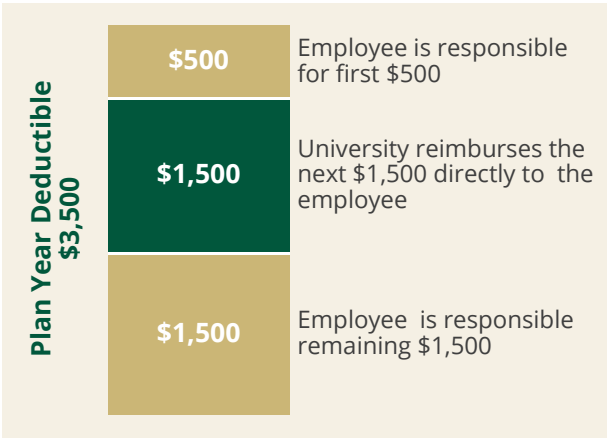 Plan Year Deductible
$3,500
$500
Employee is responsible
for first $500
$1,500
University reimburses the
next $1,500 directly to the
employee
$1,500
Employee is responsible
remaining $1,500